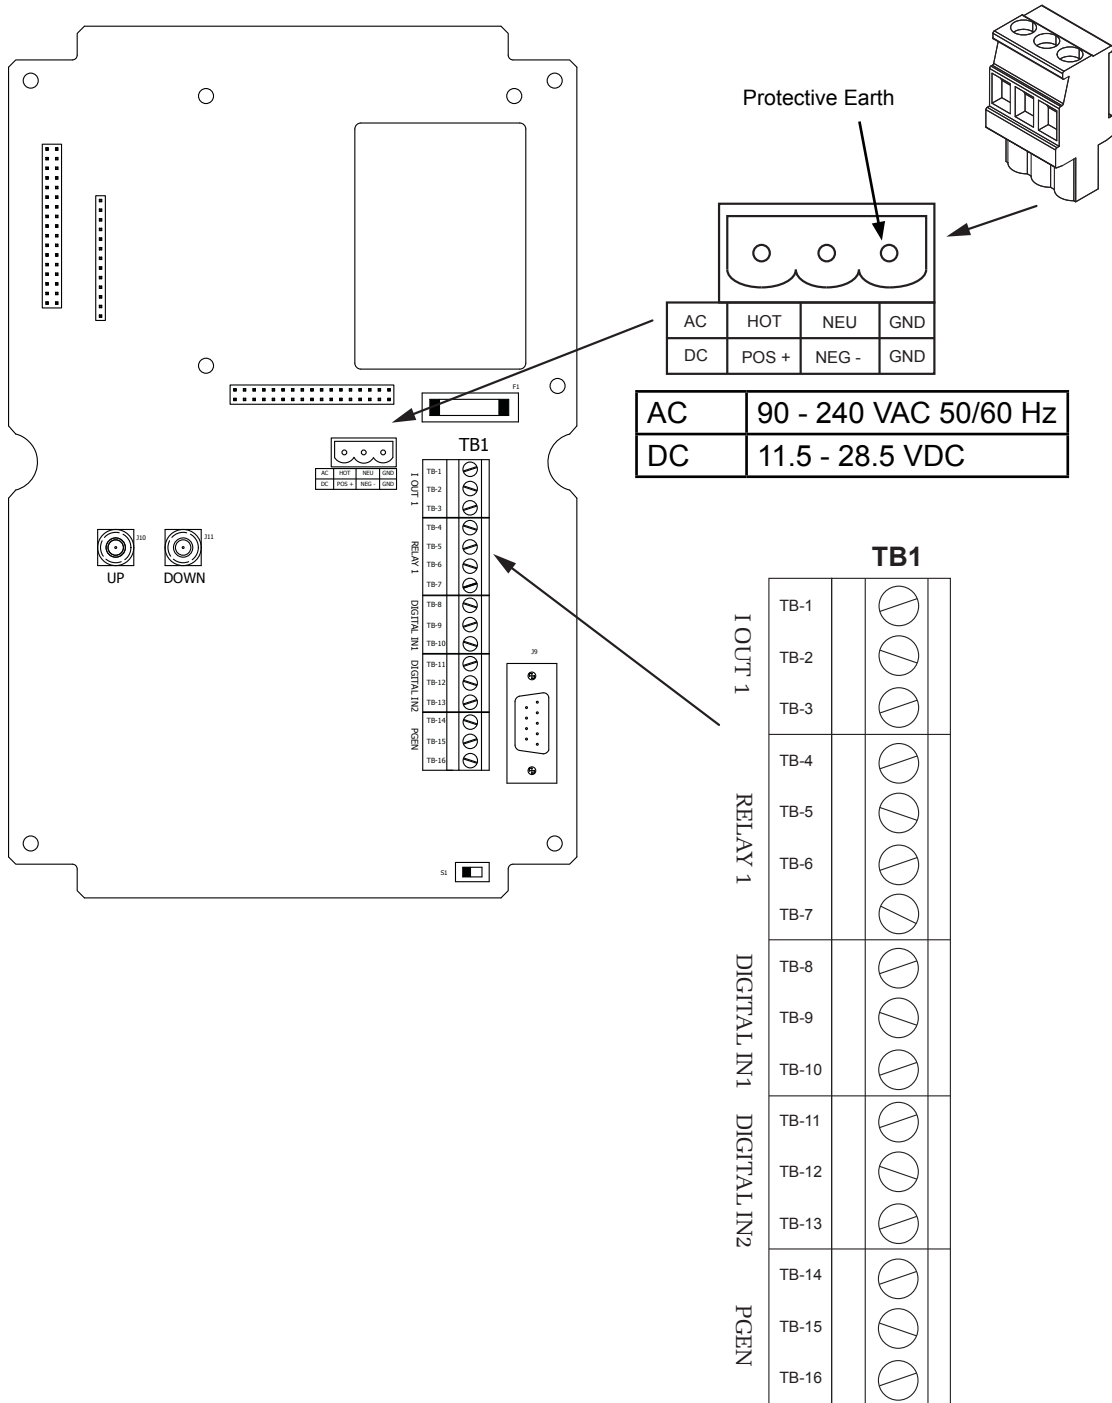 Protective Earth
AC HOT NEU GND
DC POS + NEG - GND
AC 90 - 240 VAC 50/60 Hz
DC 11.5 - 28.5 VDC
F1
TB1
AC HOT NEU GND
DC POS + NEG - GND
I OUT 1
TB-1
TB-2
TB-3
RELAY 1
TB-4
TB-5
TB-6
TB-7
DIGITAL IN1
TB-8
TB-9
TB-10
DIGITAL IN2
TB-11
TB-12
TB-13
PGEN
TB-14
TB-15
TB-16
J10
UP
J11
DOWN
J9
S1
TB1
I OUT 1
TB-1
TB-2
TB-3
RELAY 1
TB-4
TB-5
TB-6
TB-7
DIGITAL IN1
TB-8
TB-9
TB-10
DIGITAL IN2
TB-11
TB-12
TB-13
PGEN
TB-14
TB-15
TB-16